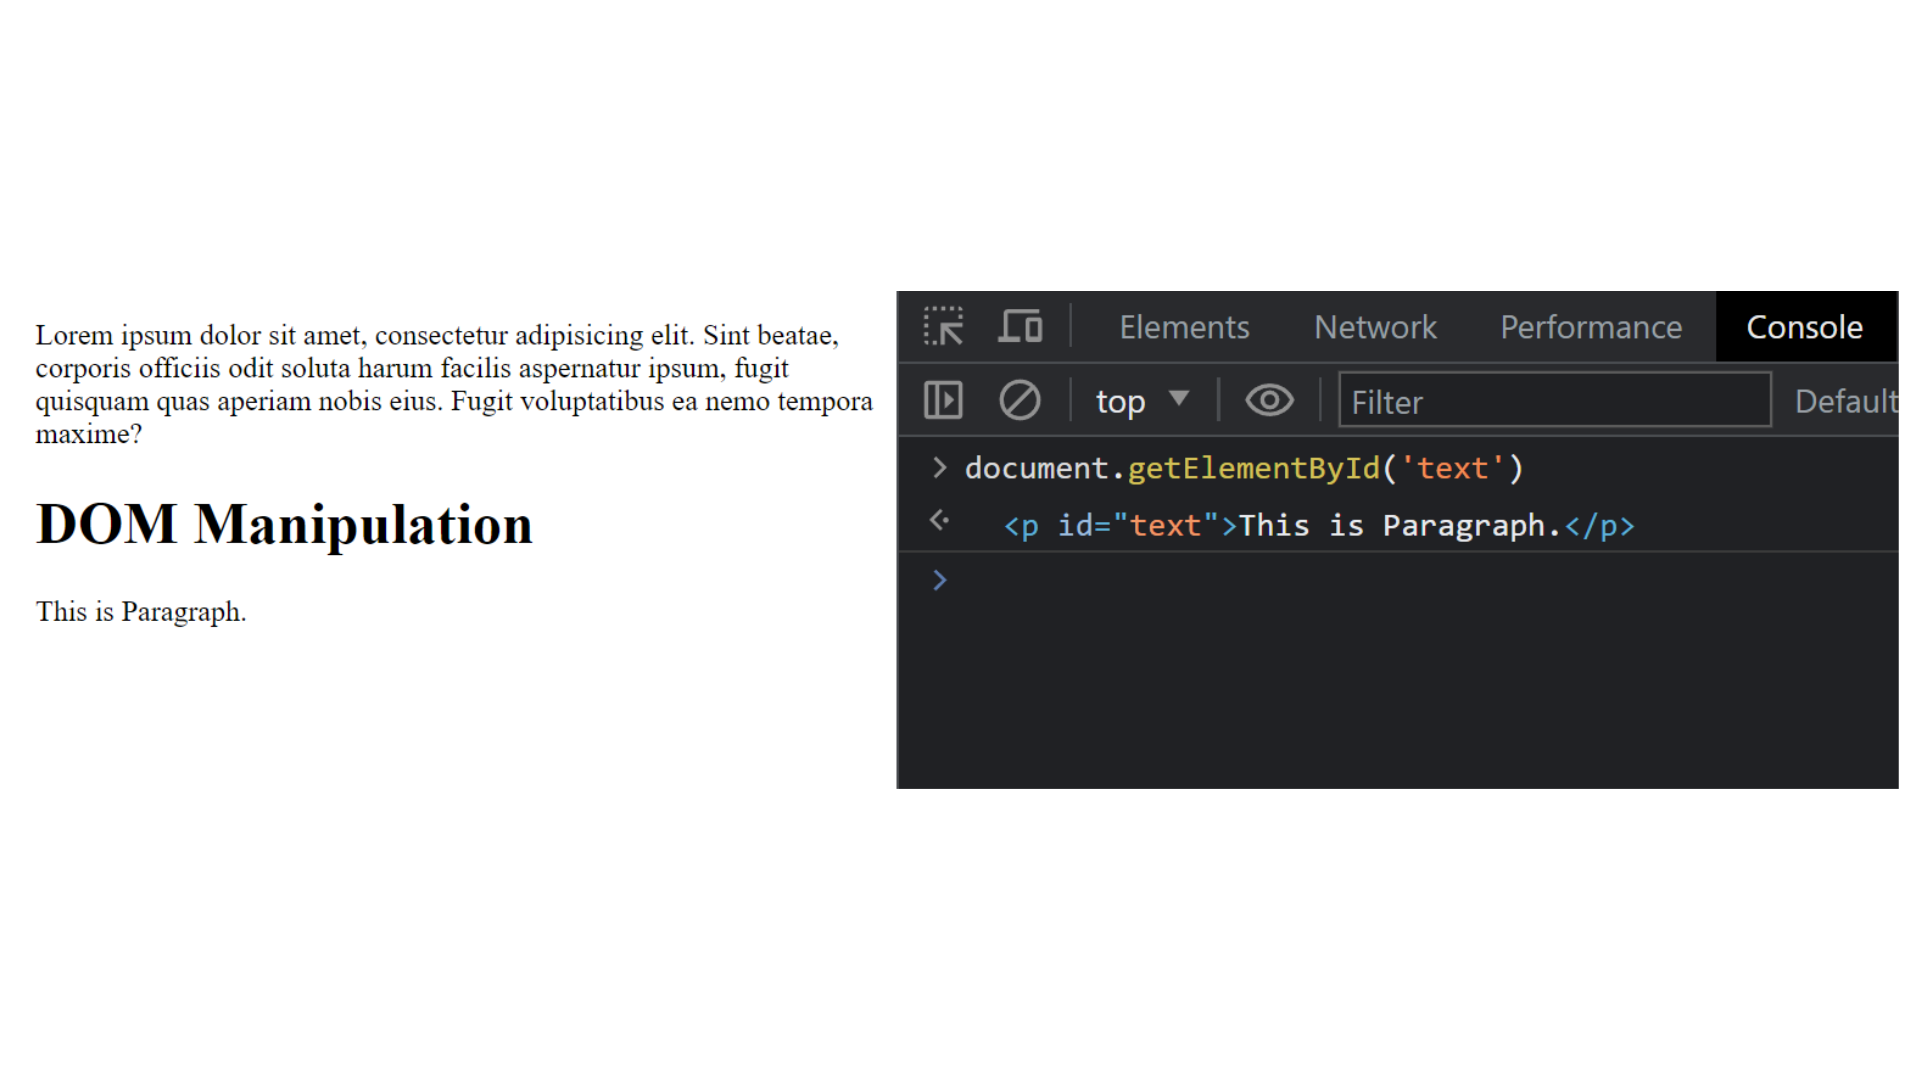 Lorem ipsum dolor sit amet, consectetur adipisicing elit. Sint beatae,
corporis officiis odit soluta harum facilis aspernatur ipsum, fugit
quisquam quas aperiam nobis eius. Fugit voluptatibus ea nemo tempora
maxime?
DOM Manipulation
This is Paragraph.
Elements Network Performance Console
top Filter Default
> document.getElementById('text')
<p id="text">This is Paragraph.</p>
>